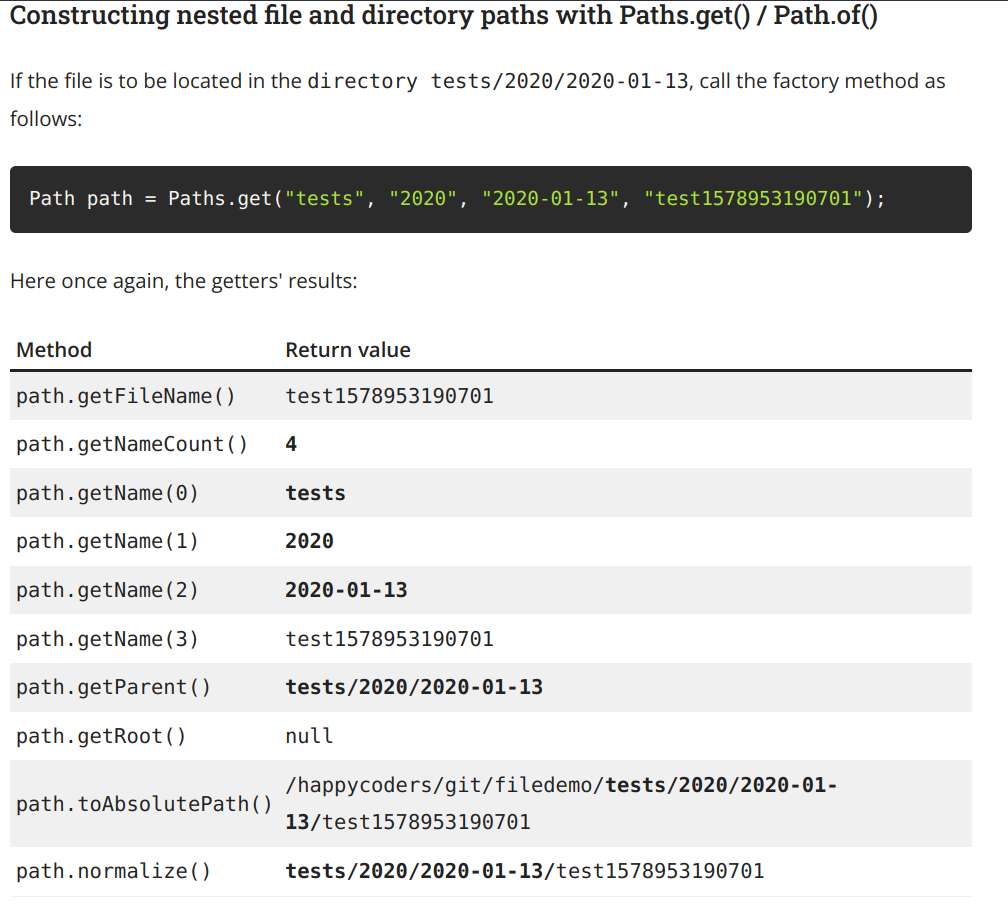 Constructing nested file and directory paths with Paths.get() / Path.of()
If the file is to be located in the directory tests/2020/2020-01-13, call the factory method as
follows:
Path path = Paths.get("tests", "2020", "2020-01-13", "test1578953190701");
Here once again, the getters' results:
Method Return value
path.getFileName() test1578953190701
path.getNameCount() 4
path.getName(0) tests
path.getName(1) 2020
path.getName(2) 2020-01-13
path.getName(3) test1578953190701
path.getParent() tests/2020/2020-01-13
path.getRoot() null
path.toAbsolutePath() /happycoders/git/filedemo/tests/2020/2020-01-
13/test1578953190701
path.normalize() tests/2020/2020-01-13/test1578953190701